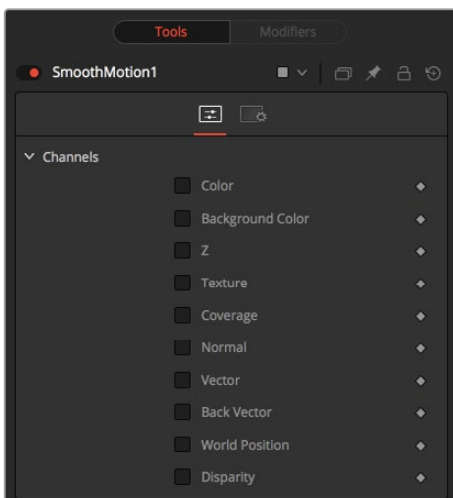 Tools Modifiers
SmoothMotion1
Channels
Color
Background Color
Z
Texture
Coverage
Normal
Vector
Back Vector
World Position
Disparity